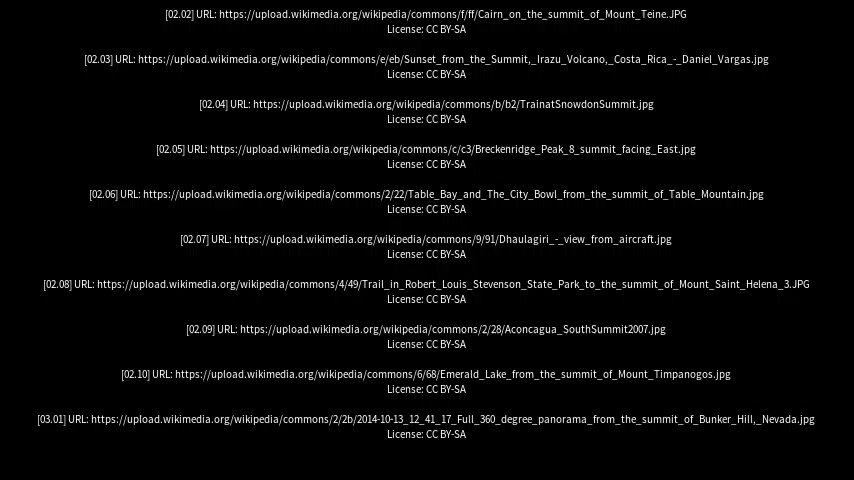 [02.02] URL: https://upload.wikimedia.org/wikipedia/commons/f/ff/Cairn_on_the_summit_of_Mount_Teine.JPG
License: CC BY-SA
[02.03] URL: https://upload.wikimedia.org/wikipedia/commons/e/eb/Sunset_from_the_Summit,_Irazu_Volcano,_Costa_Rica_-_Daniel_Vargas.jpg
License: CC BY-SA
[02.04] URL: https://upload.wikimedia.org/wikipedia/commons/b/b2/TrainatSnowdonSummit.jpg
License: CC BY-SA
[02.05] URL: https://upload.wikimedia.org/wikipedia/commons/c/c3/Breckenridge_Peak_8_summit_facing_East.jpg
License: CC BY-SA
[02.06] URL: https://upload.wikimedia.org/wikipedia/commons/2/22/Table_Bay_and_The_City_Bowl_from_the_summit_of_Table_Mountain.jpg
License: CC BY-SA
[02.07] URL: https://upload.wikimedia.org/wikipedia/commons/9/91/Dhaulagiri_-_view_from_aircraft.jpg
License: CC BY-SA
[02.08] URL: https://upload.wikimedia.org/wikipedia/commons/4/49/Trail_in_Robert_Louis_Stevenson_State_Park_to_the_summit_of_Mount_Saint_Helena_3.JPG
License: CC BY-SA
[02.09] URL: https://upload.wikimedia.org/wikipedia/commons/2/28/Aconcagua_SouthSummit2007.jpg
License: CC BY-SA
[02.10] URL: https://upload.wikimedia.org/wikipedia/commons/6/68/Emerald_Lake_from_the_summit_of_Mount_Timpanogos.jpg
License: CC BY-SA
[03.01] URL: https://upload.wikimedia.org/wikipedia/commons/2/2b/2014-10-13_12_41_17_Full_360_degree_panorama_from_the_summit_of_Bunker_Hill,_Nevada.jpg
License: CC BY-SA